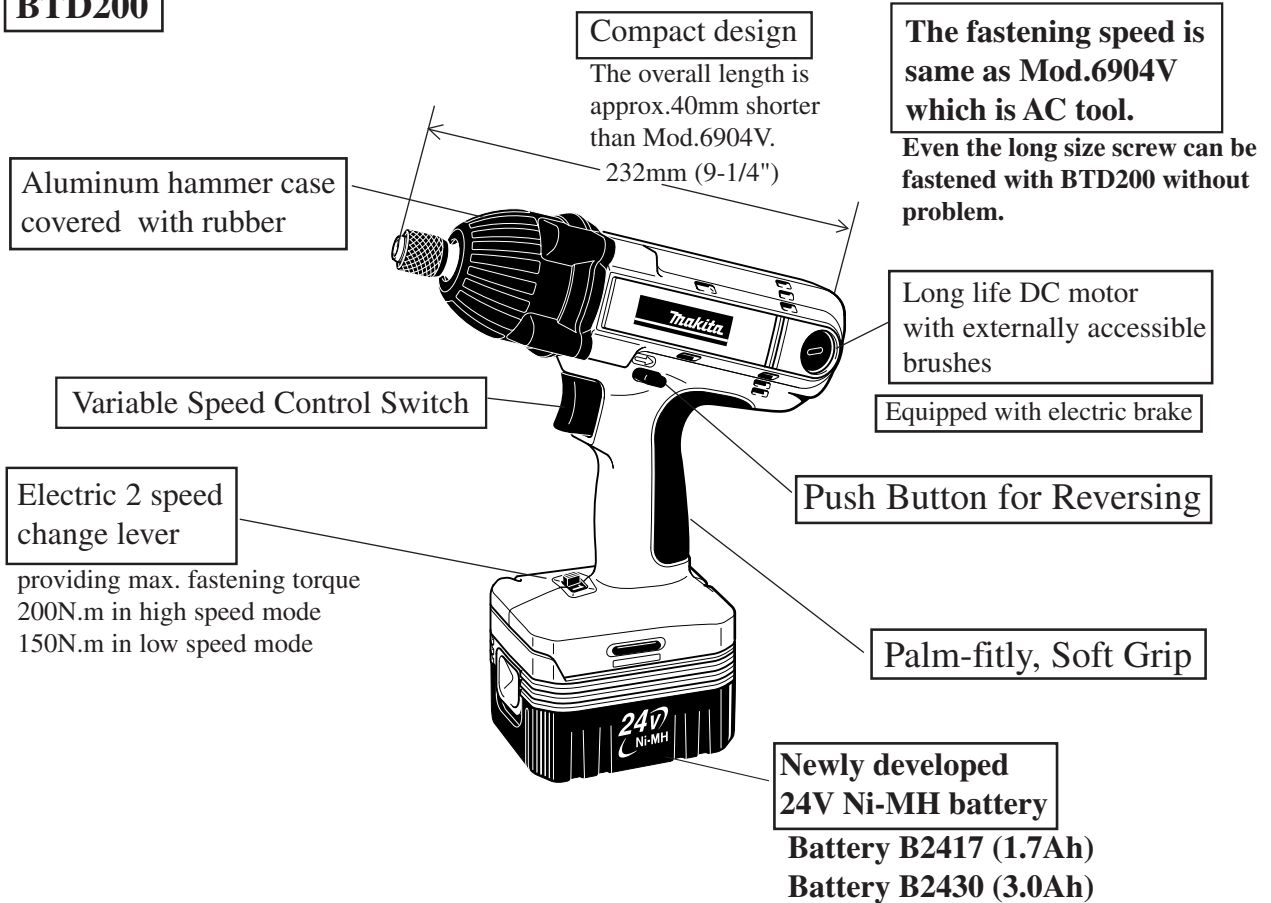 BTD200
Compact design
The overall length is
approx.40mm shorter
than Mod.6904V.
232mm (9-1/4")
The fastening speed is
same as Mod.6904V
which is AC tool.
Even the long size screw can be
fastened with BTD200 without
problem.
Aluminum hammer case
covered with rubber
Makita
Long life DC motor
with externally accessible
brushes
Equipped with electric brake
Variable Speed Control Switch
Push Button for Reversing
Electric 2 speed
change lever
providing max. fastening torque
200N.m in high speed mode
150N.m in low speed mode
Palm-fitly, Soft Grip
24V
Ni-MH
Newly developed
24V Ni-MH battery
Battery B2417 (1.7Ah)
Battery B2430 (3.0Ah)